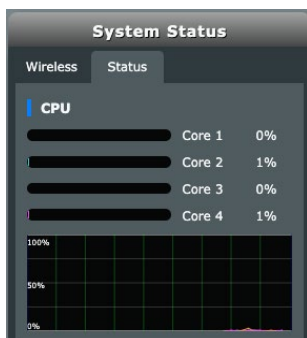 System Status
Wireless Status
CPU
Core 1 0%
Core 2 1%
Core 3 0%
Core 4 1%
100%
50%
0%